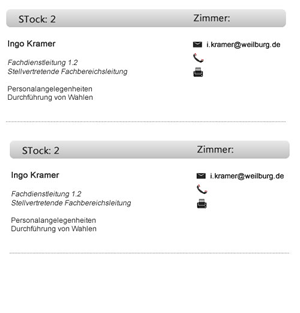 STock: 2 Zimmer:
Ingo Kramer i.kramer@weilburg.de
Fachdienstleitung 1.2
Stellvertretende Fachbereichsleitung
Personalangelegenheiten
Durchführung von Wahlen
STock: 2 Zimmer:
Ingo Kramer i.kramer@weilburg.de
Fachdienstleitung 1.2
Stellvertretende Fachbereichsleitung
Personalangelegenheiten
Durchführung von Wahlen